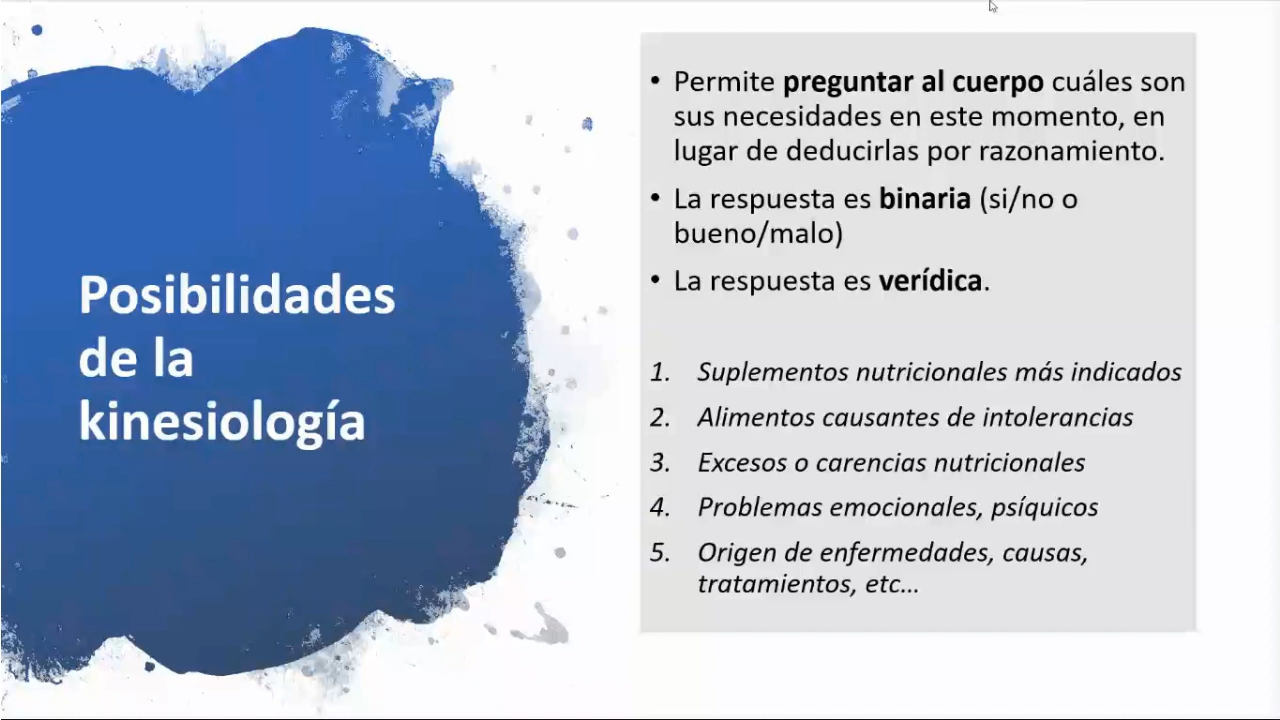 Posibilidades
de la
kinesiología
• Permite preguntar al cuerpo cuáles son
sus necesidades en este momento, en
lugar de deducirlas por razonamiento.
• La respuesta es binaria (si/no o
bueno/malo)
• La respuesta es verídica.
1. Suplementos nutricionales más indicados
2. Alimentos causantes de intolerancias
3. Excesos o carencias nutricionales
4. Problemas emocionales, psíquicos
5. Origen de enfermedades, causas,
tratamientos, etc...